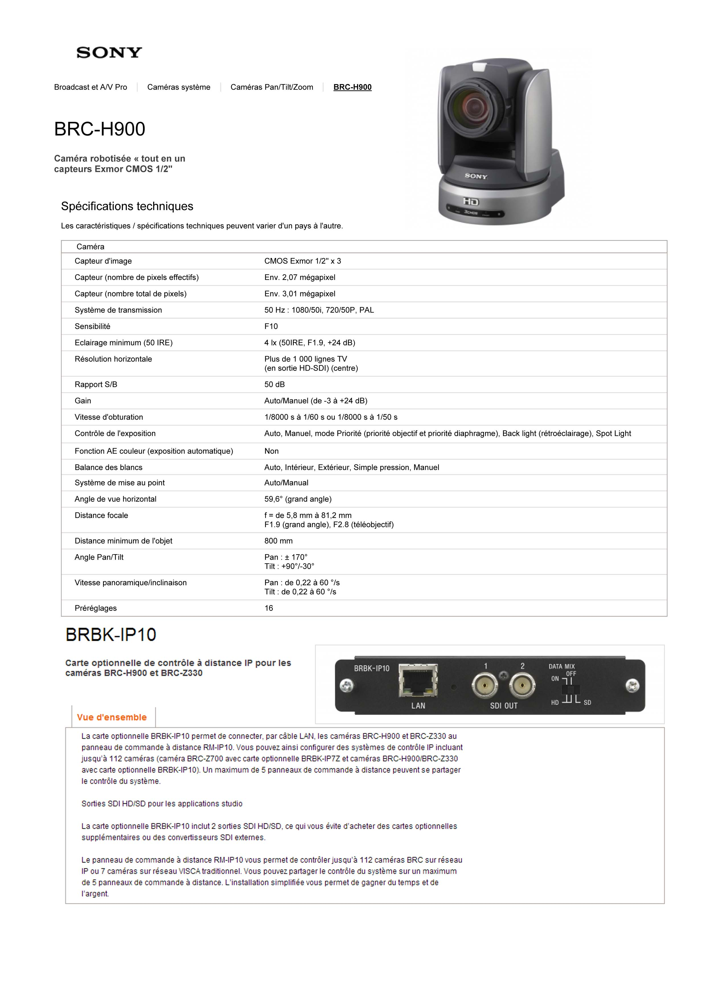 SONY
Broadcast et A/V Pro | Caméras système | Caméras Pan/Tilt/Zoom | BRC-H900
BRC-H900
Caméra robotisée « tout en un
capteurs Exmor CMOS 1/2"
SONY
HD
3CMOS
Spécifications techniques
Les caractéristiques / spécifications techniques peuvent varier d'un pays à l'autre.
Caméra
Capteur d'image CMOS Exmor 1/2" x 3
Capteur (nombre de pixels effectifs) Env. 2,07 mégapixel
Capteur (nombre total de pixels) Env. 3,01 mégapixel
Système de transmission 50 Hz : 1080/50i, 720/50P, PAL
Sensibilité F10
Eclairage minimum (50 IRE) 4 lx (50IRE, F1.9, +24 dB)
Résolution horizontale Plus de 1 000 lignes TV
(en sortie HD-SDI) (centre)
Rapport S/B 50 dB
Gain Auto/Manuel (de -3 à +24 dB)
Vitesse d'obturation 1/8000 s à 1/60 s ou 1/8000 s à 1/50 s
Contrôle de l'exposition Auto, Manuel, mode Priorité (priorité objectif et priorité diaphragme), Back light (rétroéclairage), Spot Light
Fonction AE couleur (exposition automatique) Non
Balance des blancs Auto, Intérieur, Extérieur, Simple pression, Manuel
Système de mise au point Auto/Manual
Angle de vue horizontal 59,6° (grand angle)
Distance focale f = de 5,8 mm à 81,2 mm
F1.9 (grand angle), F2.8 (téléobjectif)
Distance minimum de l'objet 800 mm
Angle Pan/Tilt Pan : ± 170°
Tilt : +90°/-30°
Vitesse panoramique/inclinaison Pan : de 0,22 à 60 °/s
Tilt : de 0,22 à 60 °/s
Préréglages 16
BRBK-IP10
Carte optionnelle de contrôle à distance IP pour les
caméras BRC-H900 et BRC-Z330
BRBK-IP10 1 2 DATA MIX
OFF
ON
HD SD
LAN SDI OUT
Vue d'ensemble
La carte optionnelle BRBK-IP10 permet de connecter, par câble LAN, les caméras BRC-H900 et BRC-Z330 au
panneau de commande à distance RM-IP10. Vous pouvez ainsi configurer des systèmes de contrôle IP incluant
jusqu'à 112 caméras (caméra BRC-Z700 avec carte optionnelle BRBK-IP7Z et caméras BRC-H900/BRC-Z330
avec carte optionnelle BRBK-IP10). Un maximum de 5 panneaux de commande à distance peuvent se partager
le contrôle du système.
Sorties SDI HD/SD pour les applications studio
La carte optionnelle BRBK-IP10 inclut 2 sorties SDI HD/SD, ce qui vous évite d'acheter des cartes optionnelles
supplémentaires ou des convertisseurs SDI externes.
Le panneau de commande à distance RM-IP10 vous permet de contrôler jusqu'à 112 caméras BRC sur réseau
IP ou 7 caméras sur réseau VISCA traditionnel. Vous pouvez partager le contrôle du système sur un maximum
de 5 panneaux de commande à distance. L'installation simplifiée vous permet de gagner du temps et de
l'argent.